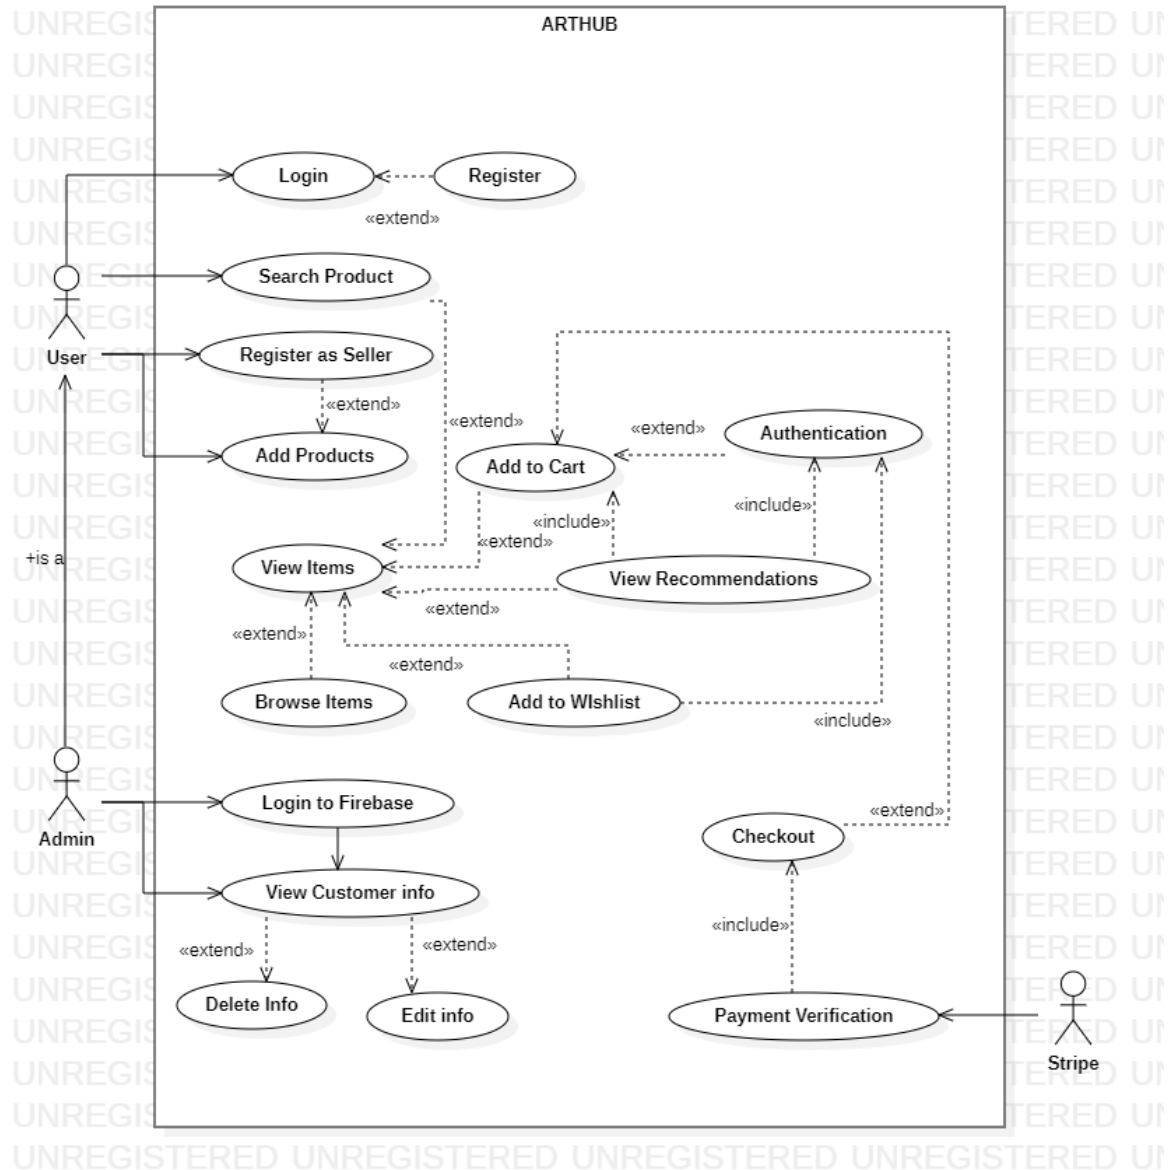 ARTHUB
Login
Register
«extend»
Search Product
User
Register as Seller
«extend»
«extend»
«extend»
Authentication
Add Products
Add to Cart
«include»
«include»
«extend»
+is a
View Items
View Recommendations
«extend»
«extend»
«extend»
Browse Items
Add to WIshlist
«include»
Login to Firebase
«extend»
Admin
Checkout
View Customer info
«include»
«extend»
«extend»
Delete Info
Edit info
Payment Verification
Stripe
UNREGISTERED UNREGISTERED UNREGISTERED UNREGISTERED UN